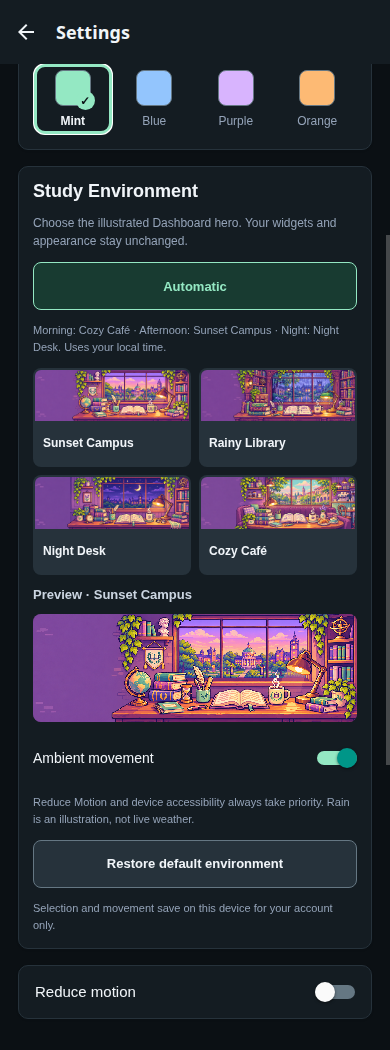 Settings
Mint
Blue
Purple
Orange
Study Environment
Choose the illustrated Dashboard hero. Your widgets and
appearance stay unchanged.
Automatic
Morning: Cozy Café · Afternoon: Sunset Campus · Night: Night
Desk. Uses your local time.
Sunset Campus
Rainy Library
Night Desk
Cozy Café
Preview · Sunset Campus
Ambient movement
Reduce Motion and device accessibility always take priority. Rain
is an illustration, not live weather.
Restore default environment
Selection and movement save on this device for your account
only.
Reduce motion